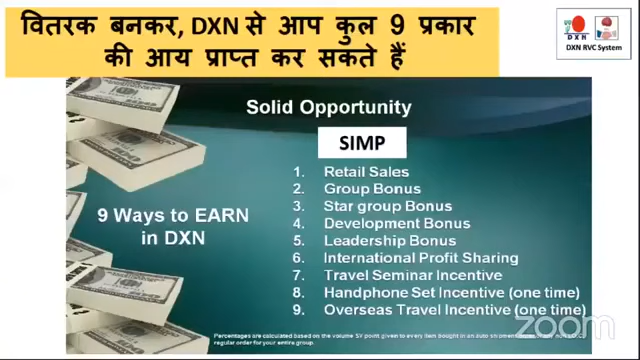 वितरक बनकर, DXN से आप कुल 9 प्रकार
की आय प्राप्त कर सकते हैं
DXN
DXN RVC System
Solid Opportunity
SIMP
9 Ways to EARN
in DXN
1. Retail Sales
2. Group Bonus
3. Star group Bonus
4. Development Bonus
5. Leadership Bonus
6. International Profit Sharing
7. Travel Seminar Incentive
8. Handphone Set Incentive (one time)
9. Overseas Travel Incentive (one time)
zoom
Percentages are calculated based on the volume SV point given to every item bought in an auto
regular order for your entire group.